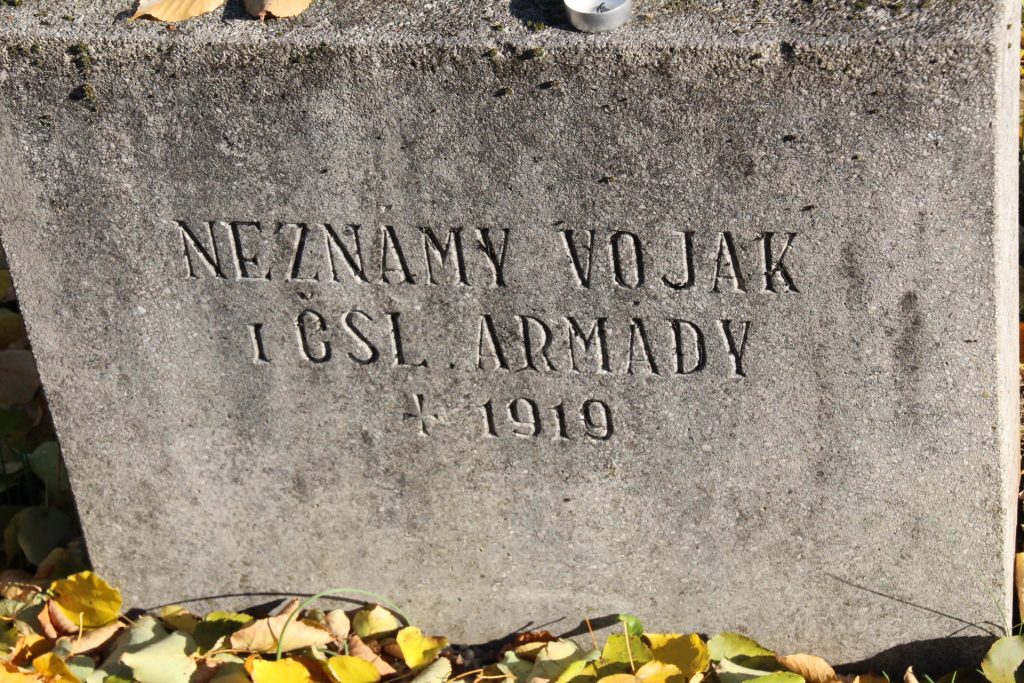 NEZNÁMY VOJAK
I ČSL. ARMÁDY
† 1919